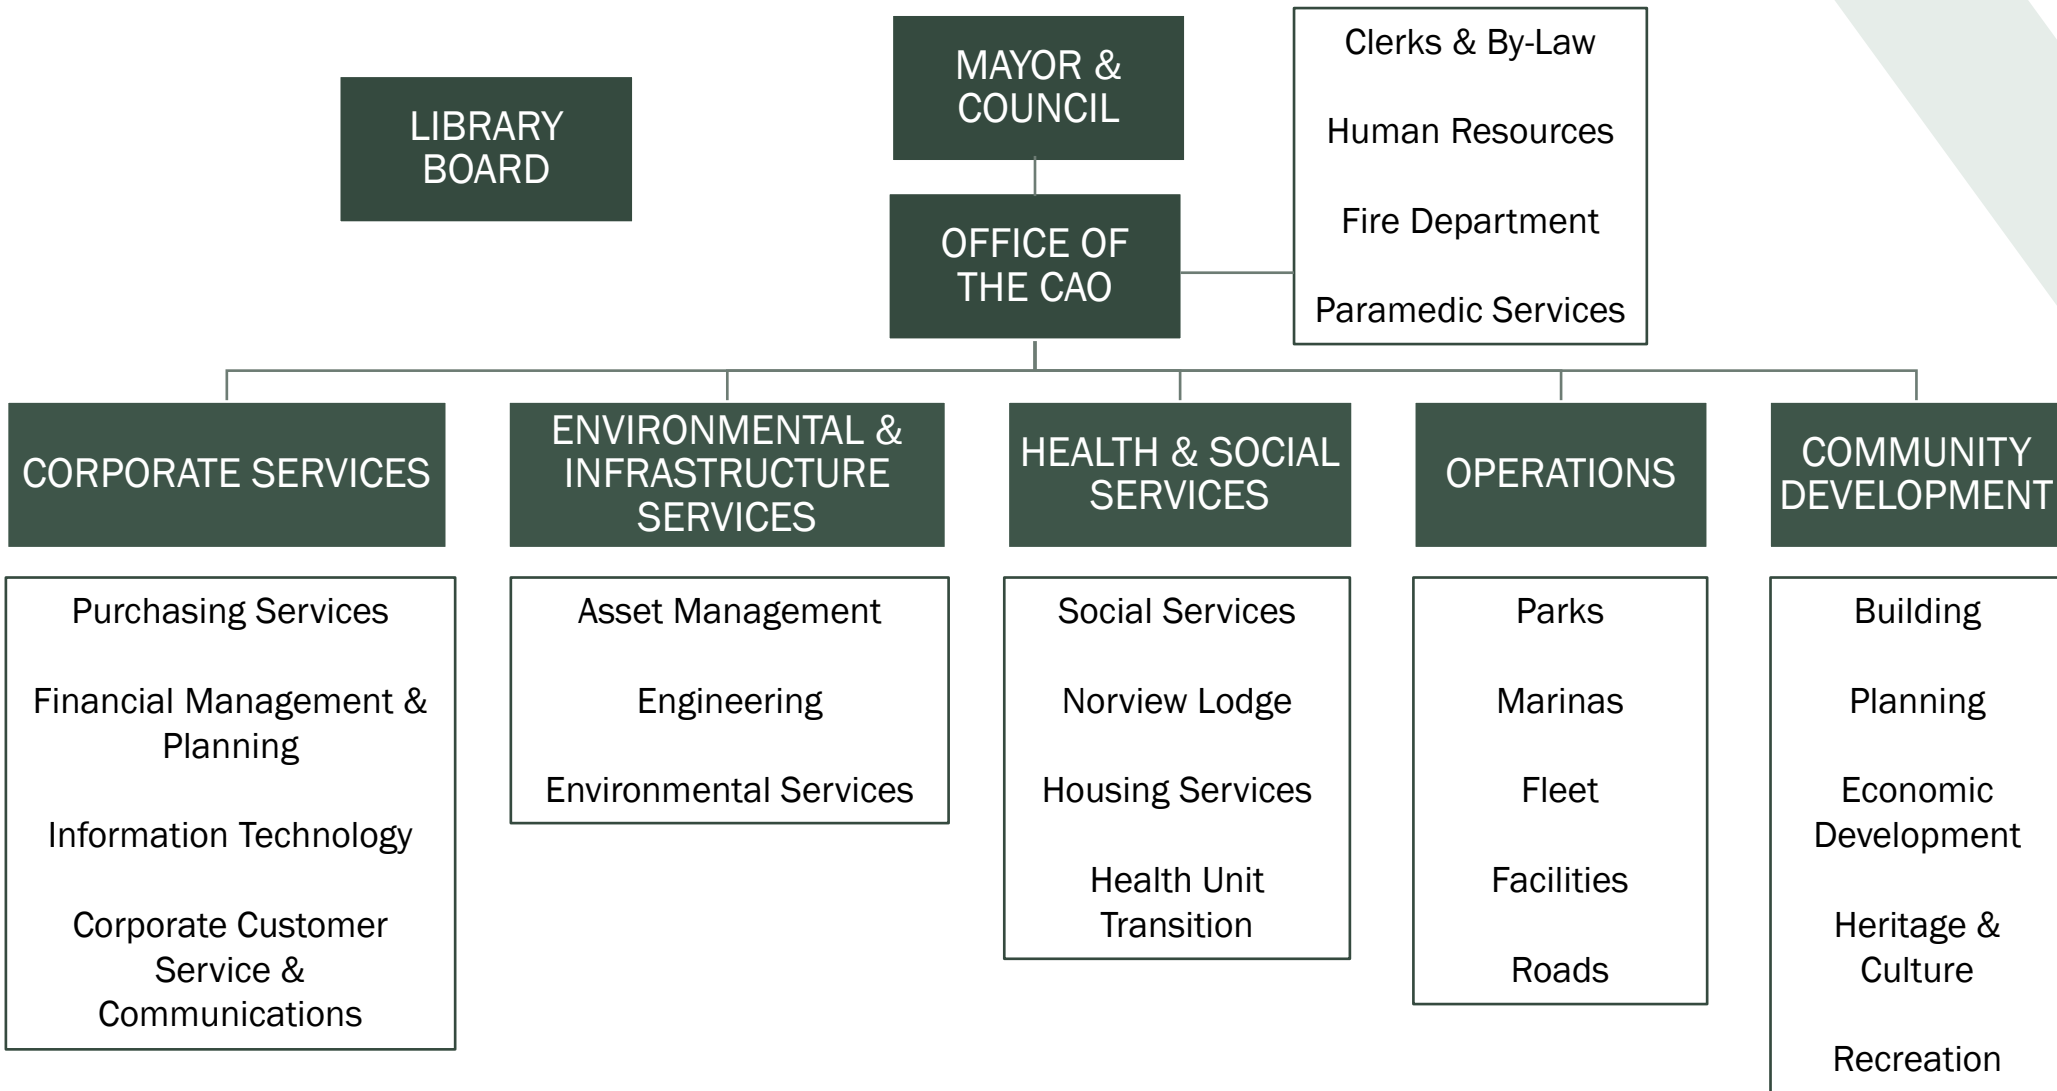 LIBRARY
BOARD
MAYOR &
COUNCIL
OFFICE OF
THE CAO
Clerks & By-Law
Human Resources
Fire Department
Paramedic Services
CORPORATE SERVICES
Purchasing Services
Financial Management &
Planning
Information Technology
Corporate Customer
Service &
Communications
ENVIRONMENTAL &
INFRASTRUCTURE
SERVICES
Asset Management
Engineering
Environmental Services
HEALTH & SOCIAL
SERVICES
Social Services
Norview Lodge
Housing Services
Health Unit
Transition
OPERATIONS
Parks
Marinas
Fleet
Facilities
Roads
COMMUNITY
DEVELOPMENT
Building
Planning
Economic
Development
Heritage &
Culture
Recreation